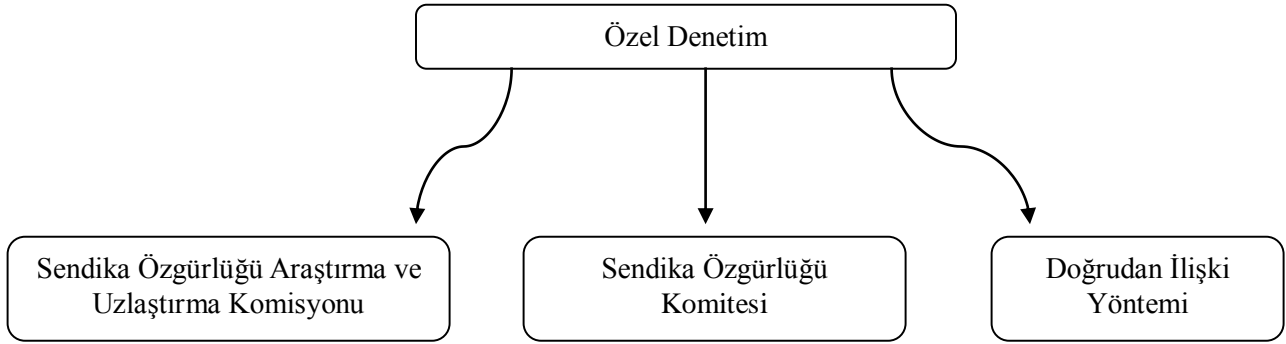 Özel Denetim
Sendika Özgürlüğü Araştırma ve
Uzlaştırma Komisyonu
Sendika Özgürlüğü
Komitesi
Doğrudan İlişki
Yöntemi